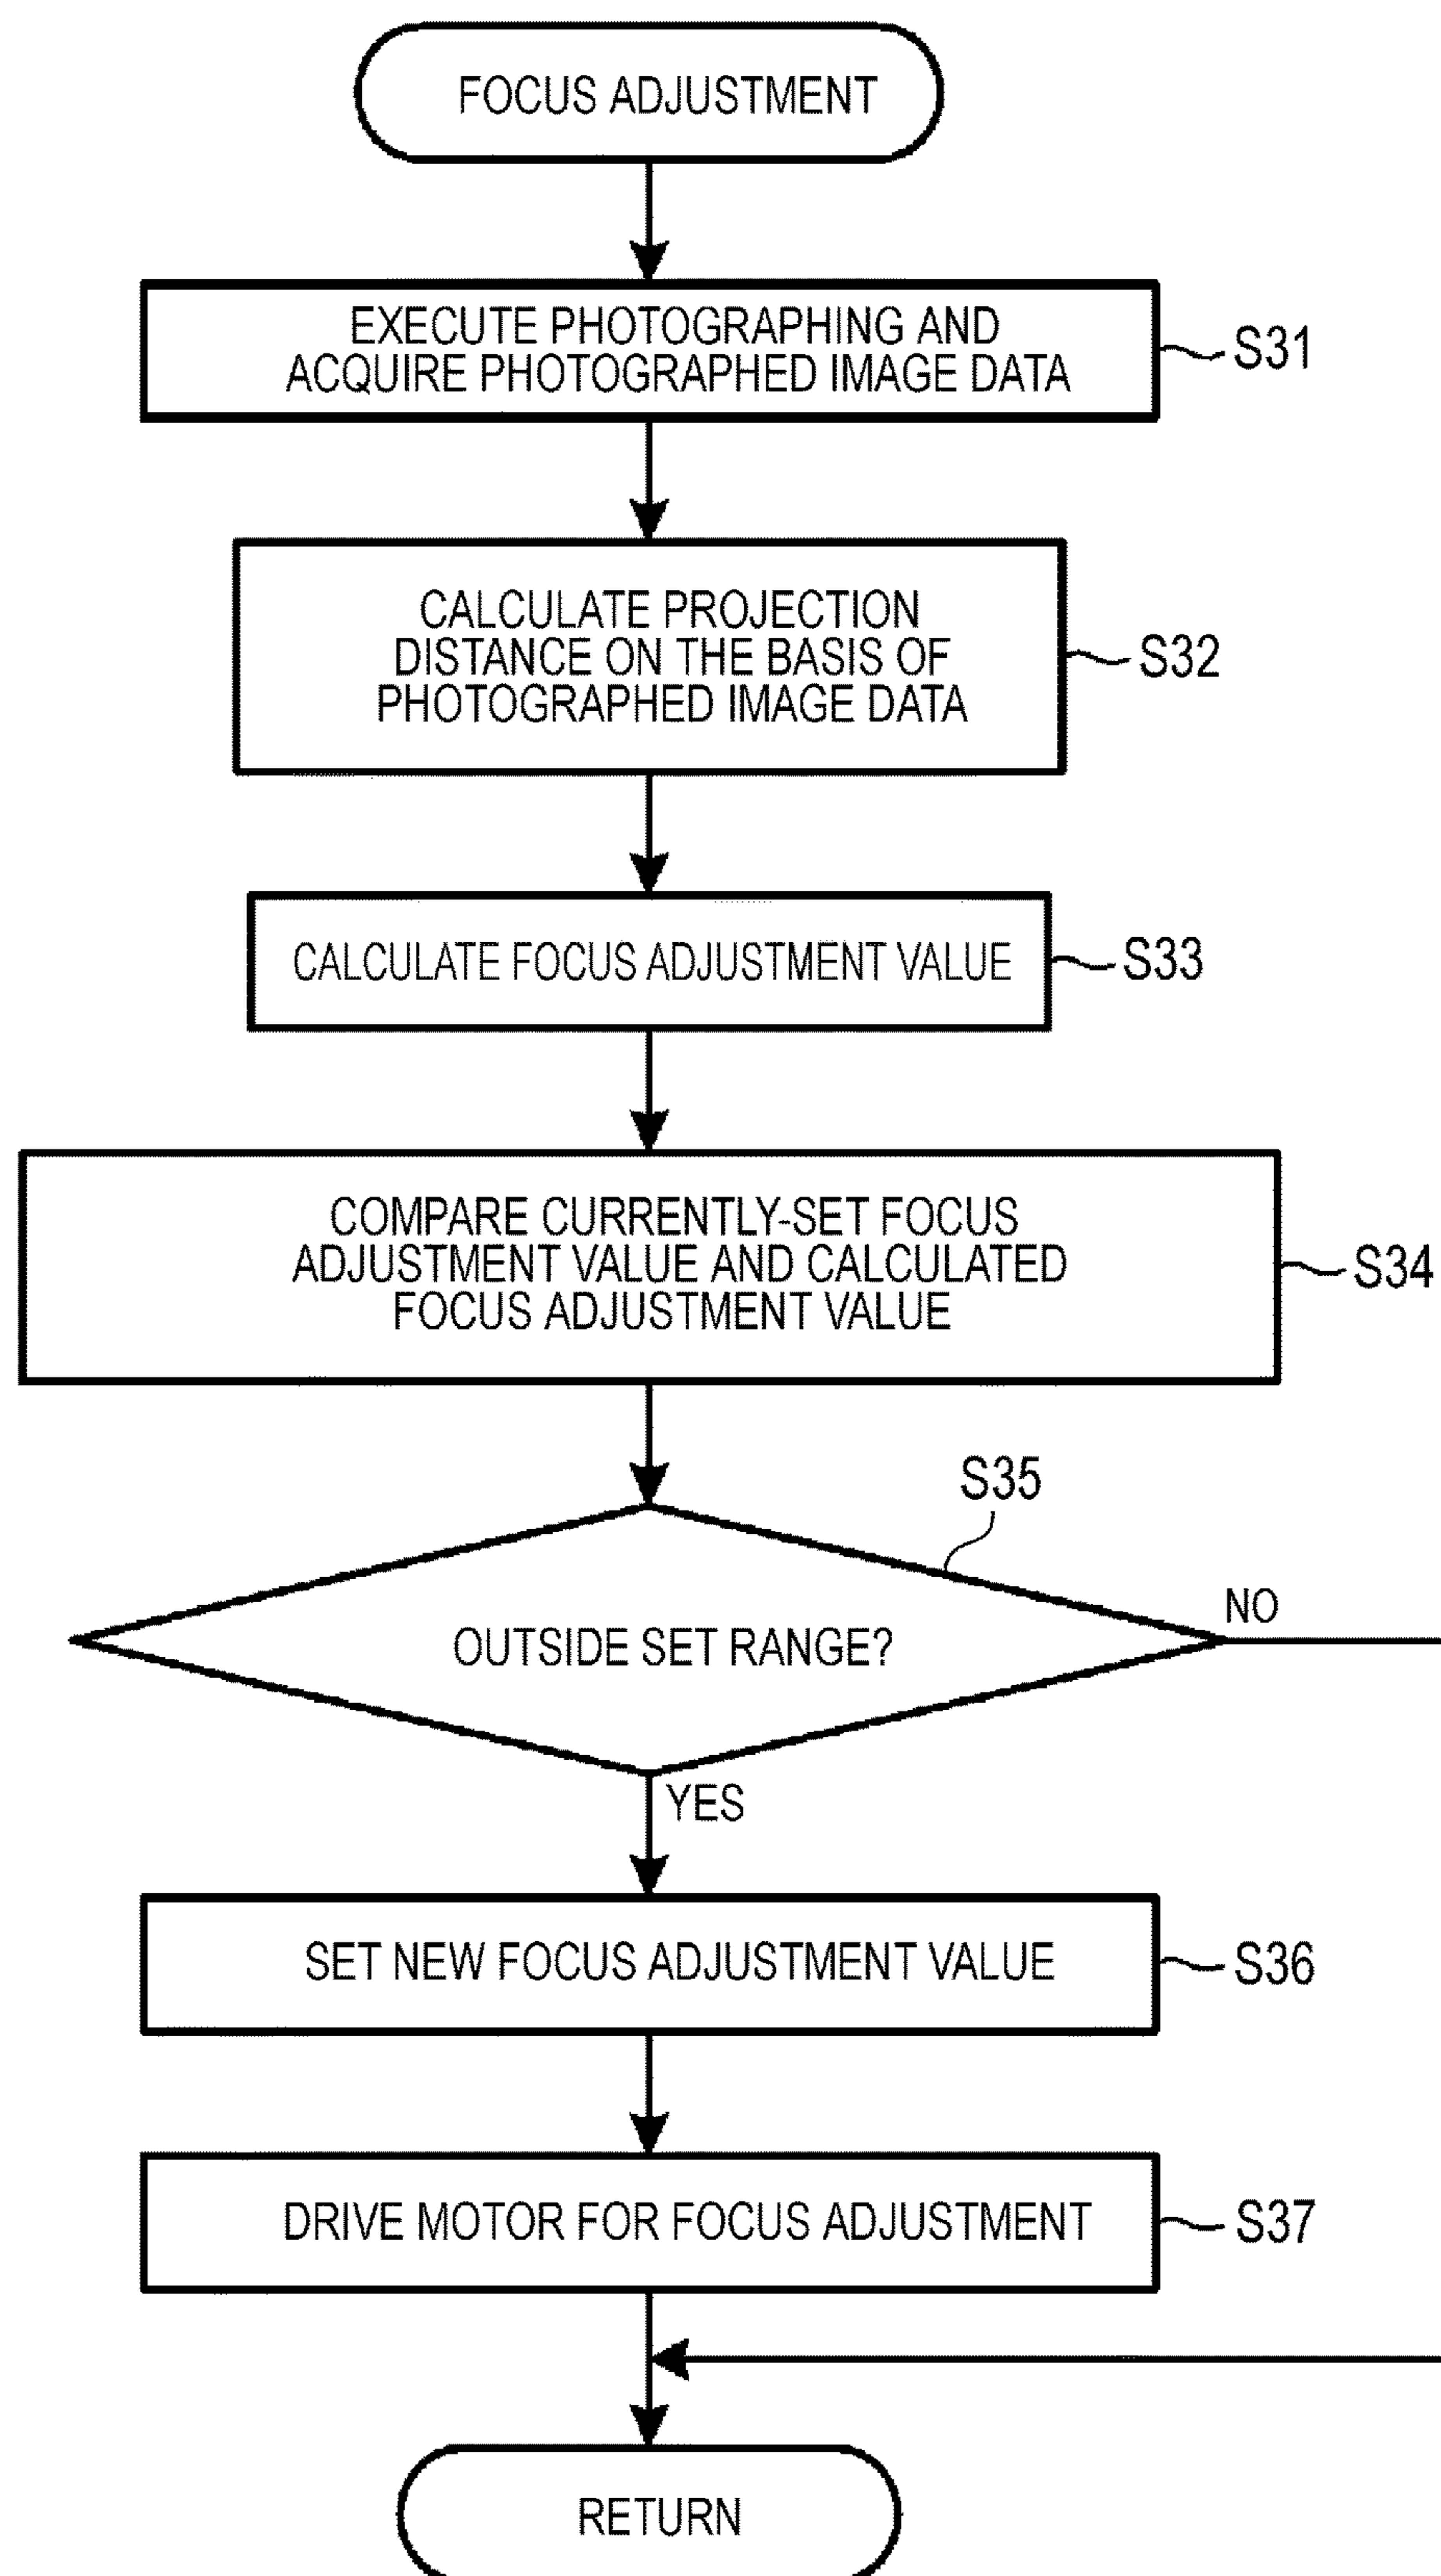 FOCUS ADJUSTMENT
EXECUTE PHOTOGRAPHING AND
ACQUIRE PHOTOGRAPHED IMAGE DATA
S31
CALCULATE PROJECTION
DISTANCE ON THE BASIS OF
PHOTOGRAPHED IMAGE DATA
S32
CALCULATE FOCUS ADJUSTMENT VALUE
S33
COMPARE CURRENTLY-SET FOCUS
ADJUSTMENT VALUE AND CALCULATED
FOCUS ADJUSTMENT VALUE
S34
S35
OUTSIDE SET RANGE?
NO
YES
SET NEW FOCUS ADJUSTMENT VALUE
S36
DRIVE MOTOR FOR FOCUS ADJUSTMENT
S37
RETURN